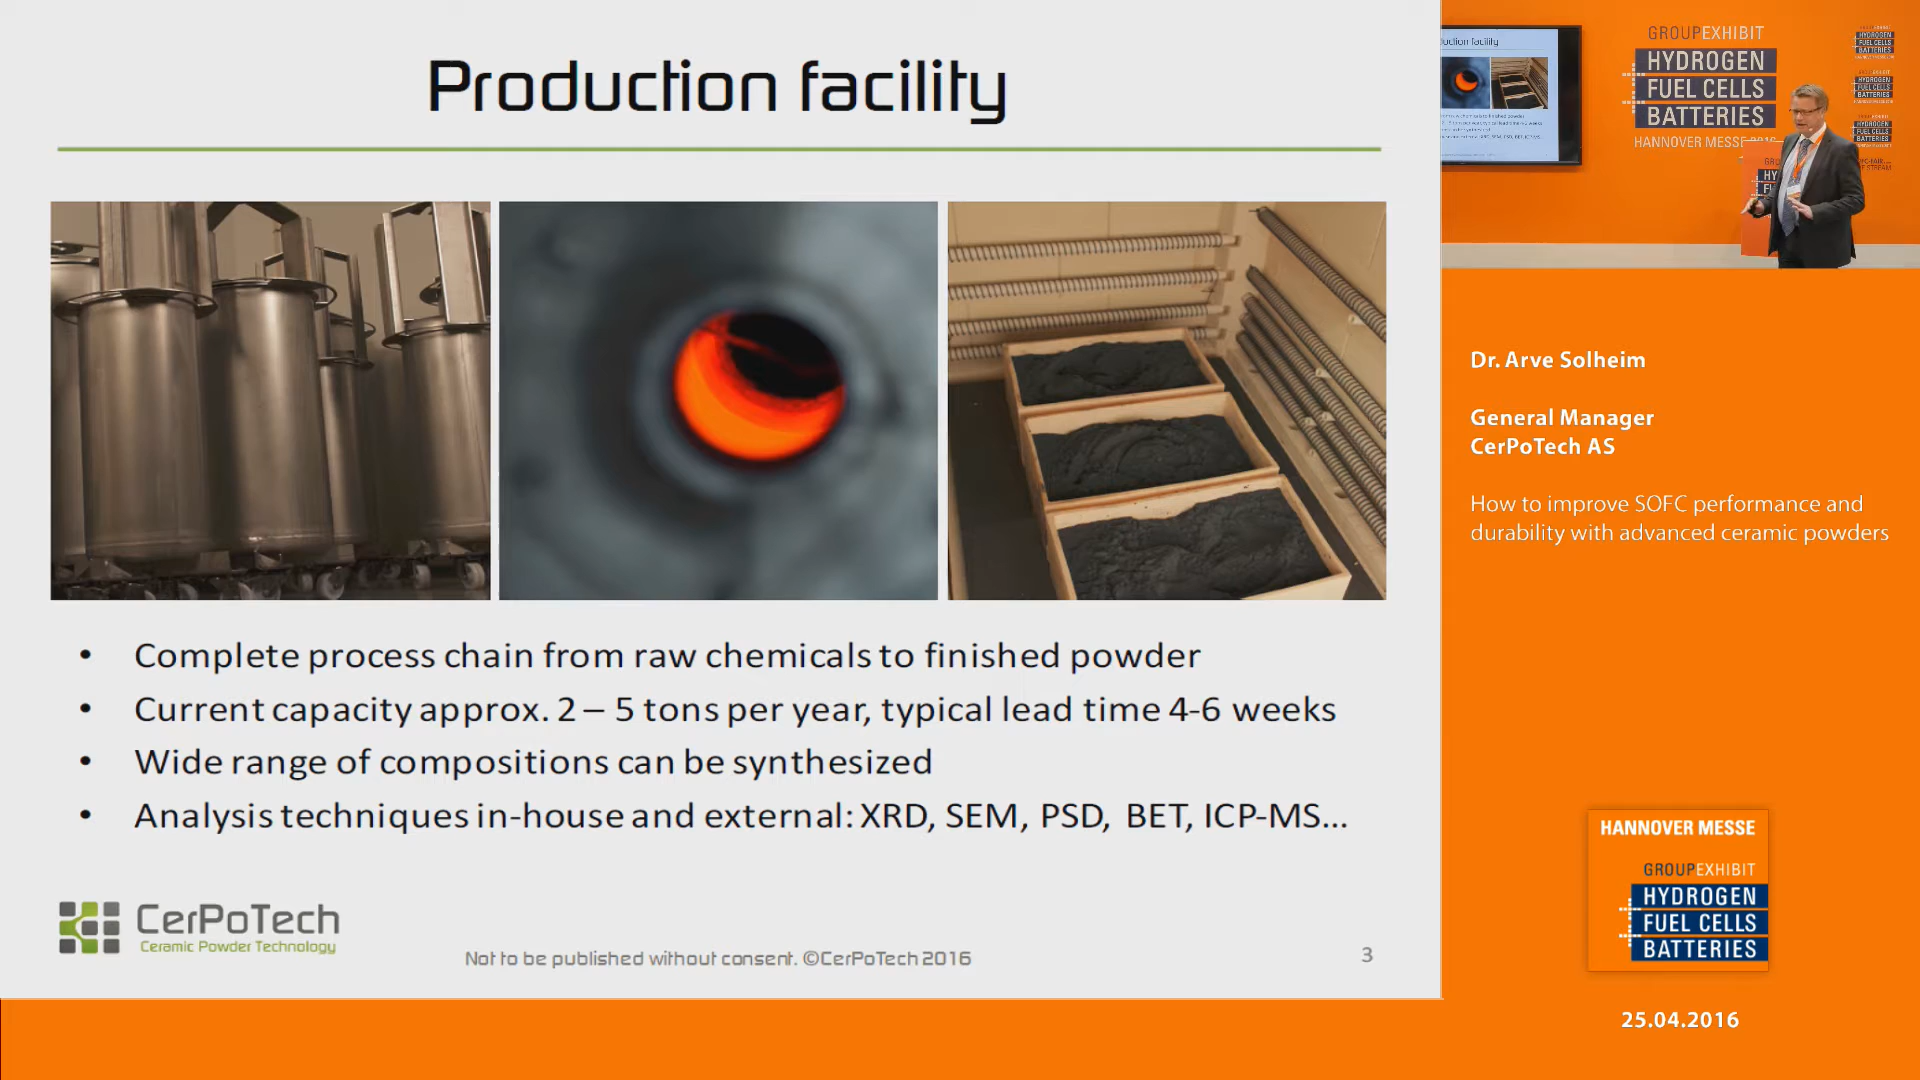 Production facility
• Complete process chain from raw chemicals to finished powder
• Current capacity approx. 2 – 5 tons per year, typical lead time 4-6 weeks
• Wide range of compositions can be synthesized
• Analysis techniques in-house and external: XRD, SEM, PSD, BET, ICP-MS...
CerPoTech
Ceramic Powder Technology
Not to be published without consent. ©CerPoTech 2016
3
GROUPEXHIBIT
HYDROGEN
FUEL CELLS
BATTERIES
HANNOVER MESSE 2016
Dr. Arve Solheim
General Manager
CerPoTech AS
How to improve SOFC performance and
durability with advanced ceramic powders
HANNOVER MESSE
GROUPEXHIBIT
HYDROGEN
FUEL CELLS
BATTERIES
25.04.2016